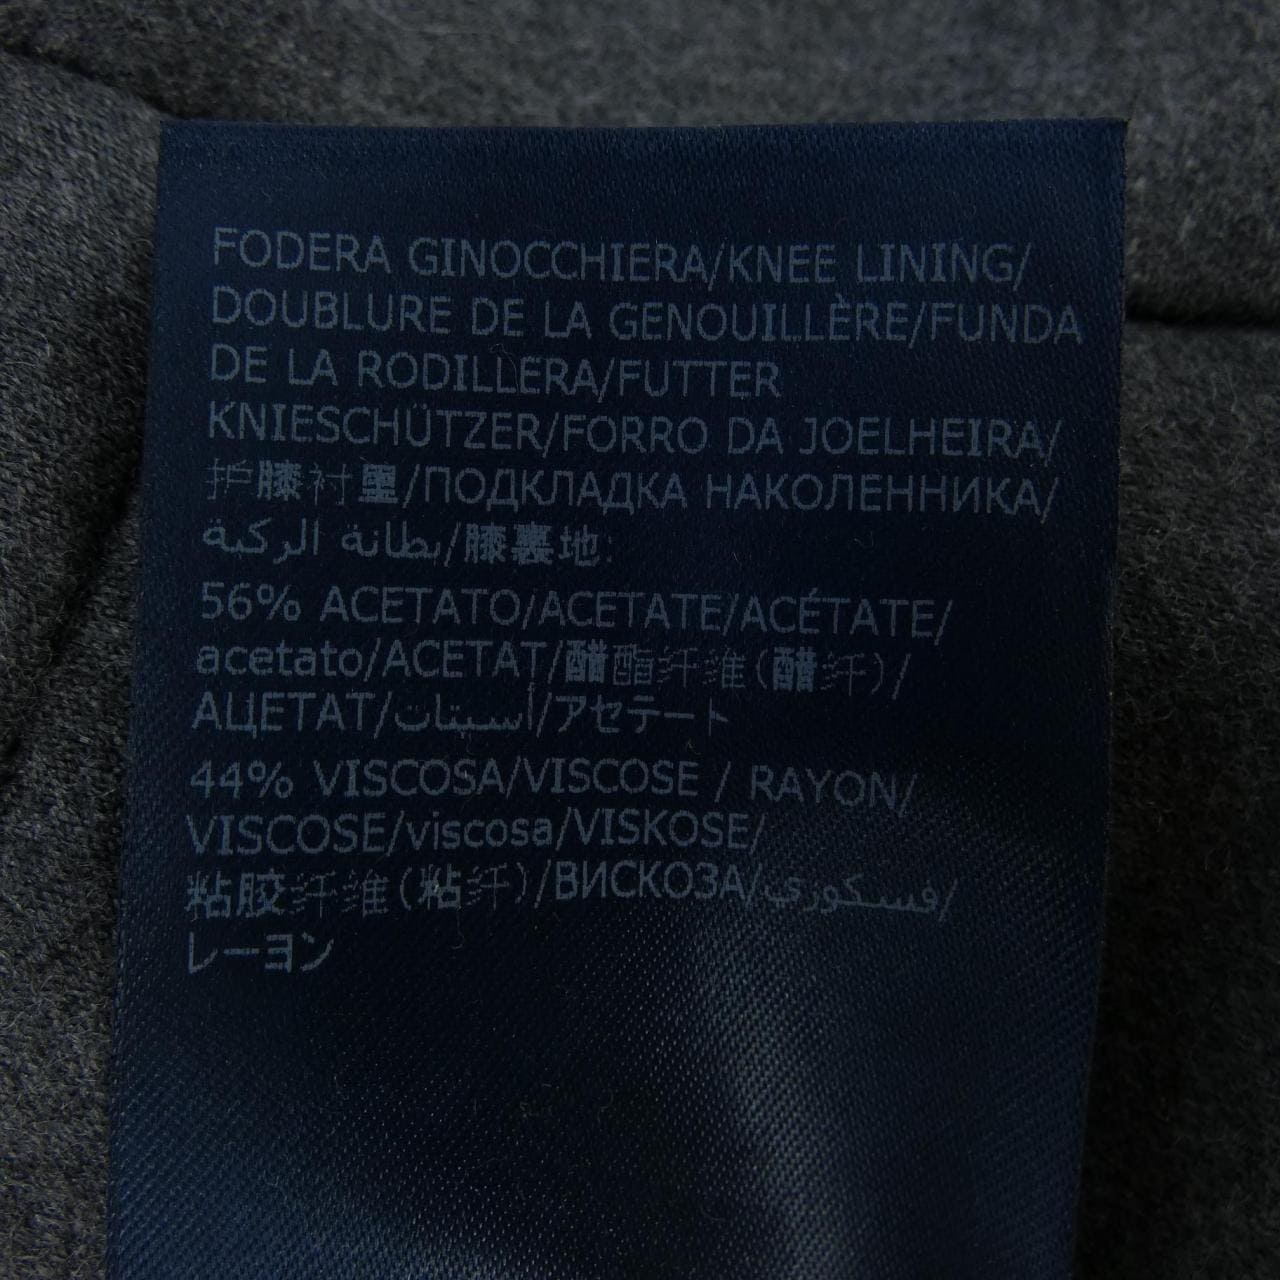 FODERA GINOCCHIERA/KNEE LINING/
DOUBLURE DE LA GENOUILLÈRE/FUNDA
DE LA RODILLERA/FUTTER
KNIESCHÜTZER/FORRO DA JOELHEIRA/
护膝衬里/ПОДКЛАДКА НАКОЛЕННИКА/
بطانة الركبة/膝裏地:
56% ACETATO/ACETATE/ACÉTATE/
acetato/ACETAT/醋酯纤维(醋纤)/
АЦЕТАТ/أسيتات/アセテート
44% VISCOSA/VISCOSE / RAYON/
VISCOSE/viscosa/VISKOSE/
粘胶纤维(粘纤)/ВИСКОЗА/فسكوري/
レーヨン